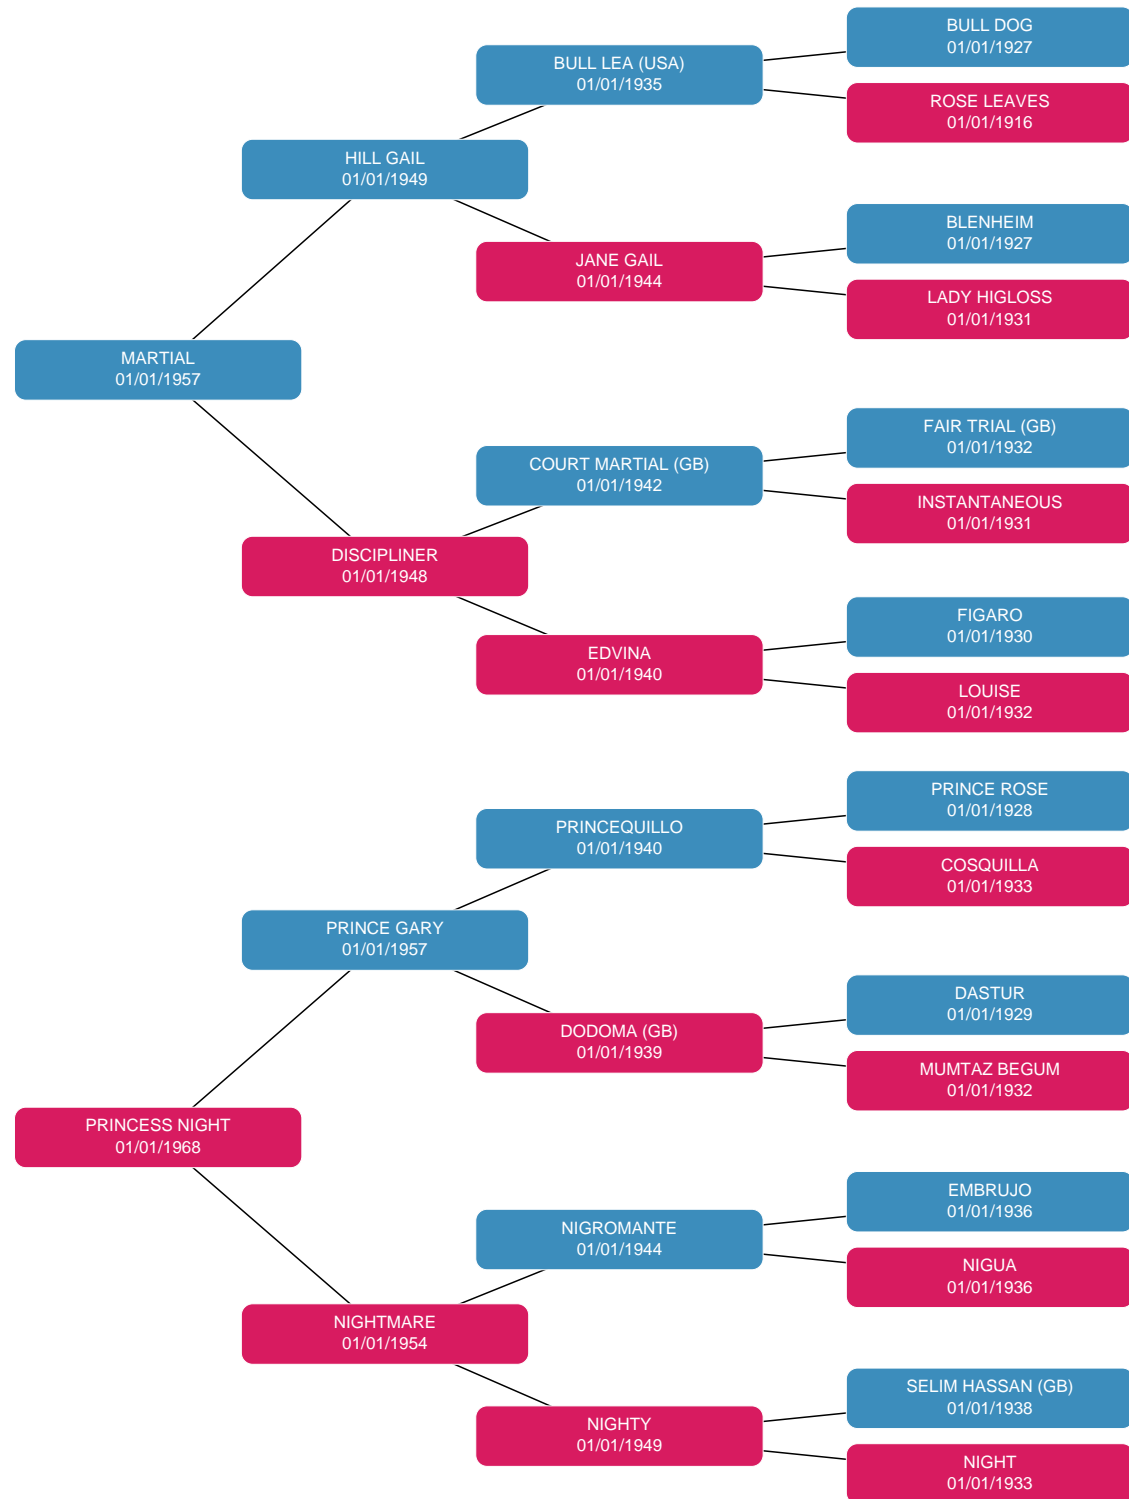 BULL DOG
01/01/1927
BULL LEA (USA)
01/01/1935
ROSE LEAVES
01/01/1916
HILL GAIL
01/01/1949
BLENHEIM
01/01/1927
JANE GAIL
01/01/1944
LADY HIGLOSS
01/01/1931
MARTIAL
01/01/1957
FAIR TRIAL (GB)
01/01/1932
COURT MARTIAL (GB)
01/01/1942
INSTANTANEOUS
01/01/1931
DISCIPLINER
01/01/1948
FIGARO
01/01/1930
EDVINA
01/01/1940
LOUISE
01/01/1932
PRINCE ROSE
01/01/1928
PRINCEQUILLO
01/01/1940
COSQUILLA
01/01/1933
PRINCE GARY
01/01/1957
DASTUR
01/01/1929
DODOMA (GB)
01/01/1939
MUMTAZ BEGUM
01/01/1932
PRINCESS NIGHT
01/01/1968
EMBRUJO
01/01/1936
NIGROMANTE
01/01/1944
NIGUA
01/01/1936
NIGHTMARE
01/01/1954
SELIM HASSAN (GB)
01/01/1938
NIGHTY
01/01/1949
NIGHT
01/01/1933